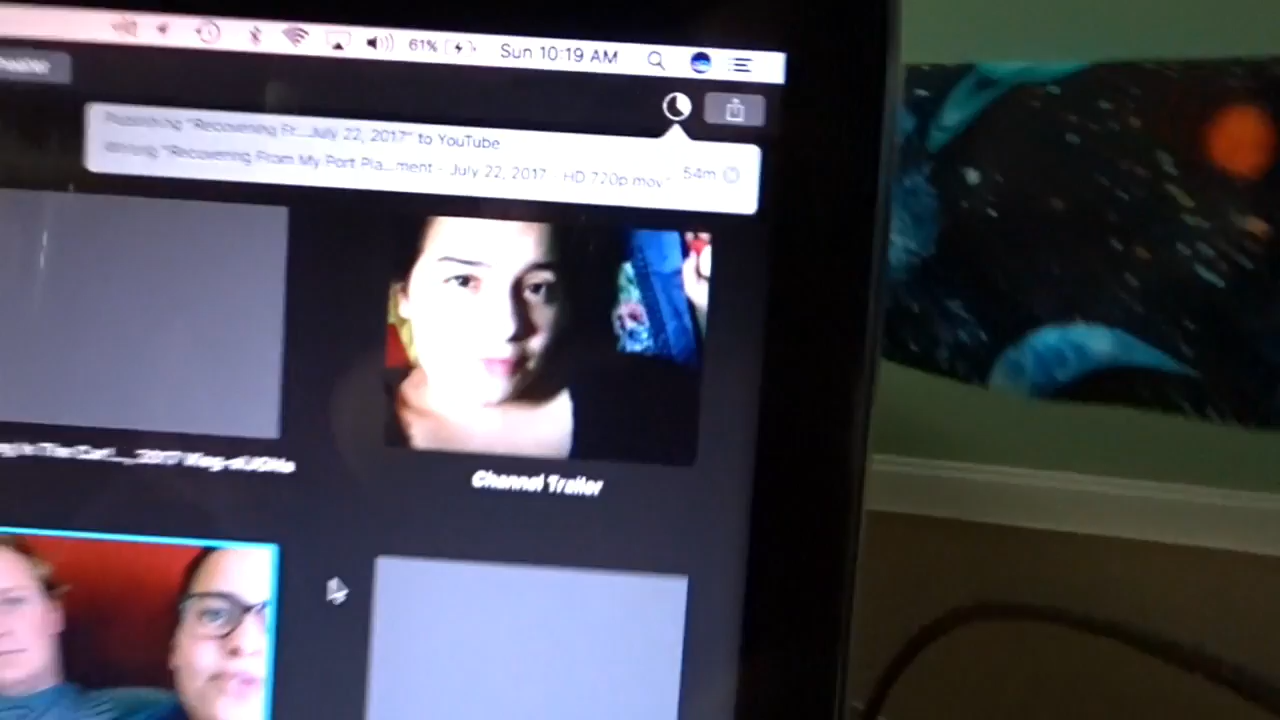 61%
Sun 10:19 AM
Publishing "Recovering Fr...July 22, 2017" to YouTube
"Recovering From My Port Pla...ment - July 22, 2017 HD 720p mov" 54m
Channel Trailer